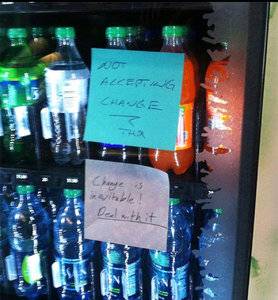 NOT
ACCEPTING
CHANGE
THX
Change is
inevitable!
Deal with it